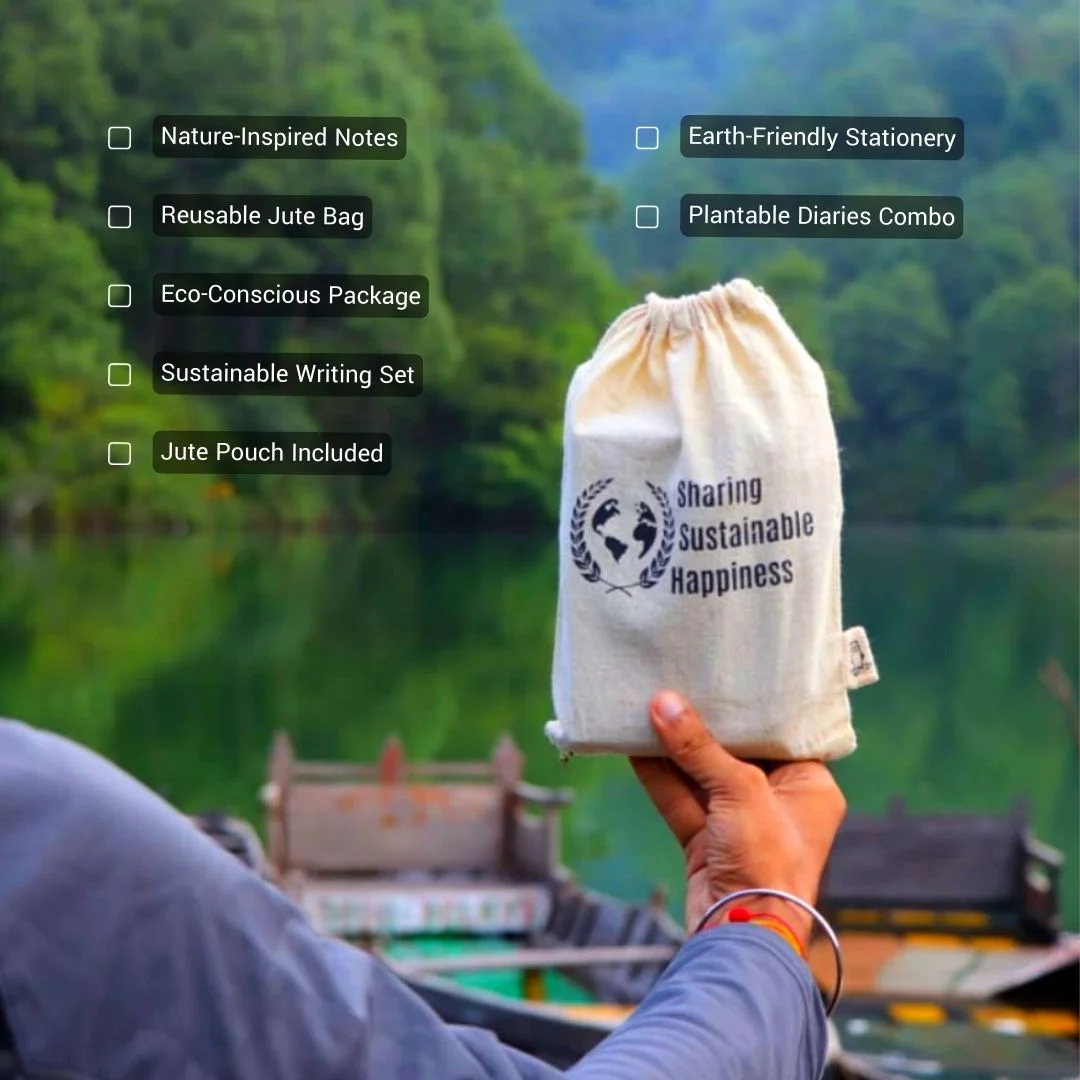 Nature-Inspired Notes
Reusable Jute Bag
Eco-Conscious Package
Sustainable Writing Set
Jute Pouch Included
Earth-Friendly Stationery
Plantable Diaries Combo
Sharing
Sustainable
Happiness